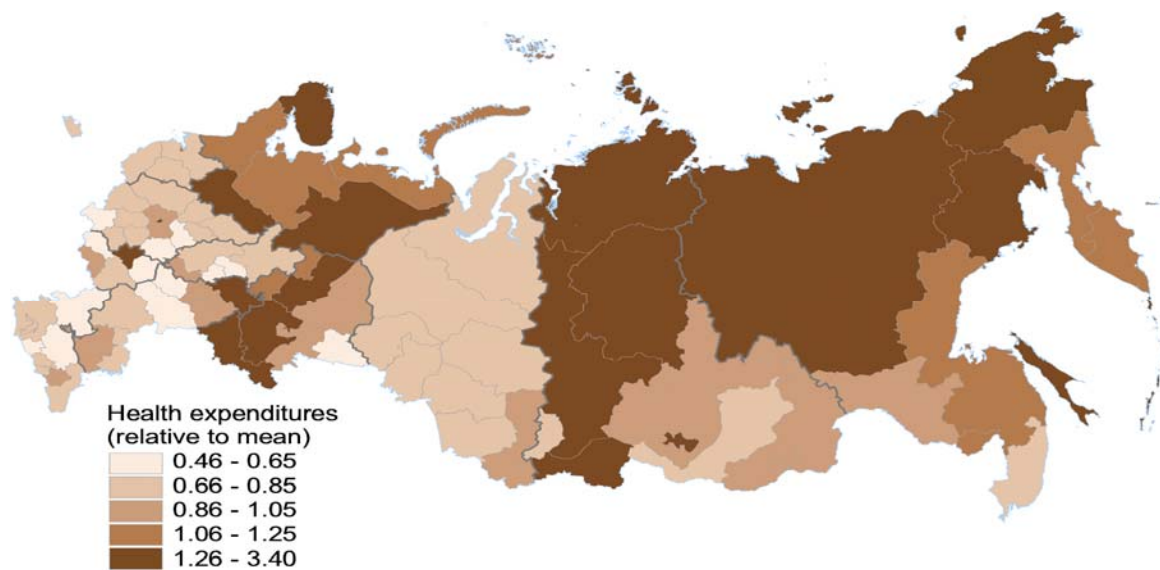 Health expenditures
(relative to mean)
0.46 - 0.65
0.66 - 0.85
0.86 - 1.05
1.06 - 1.25
1.26 - 3.40